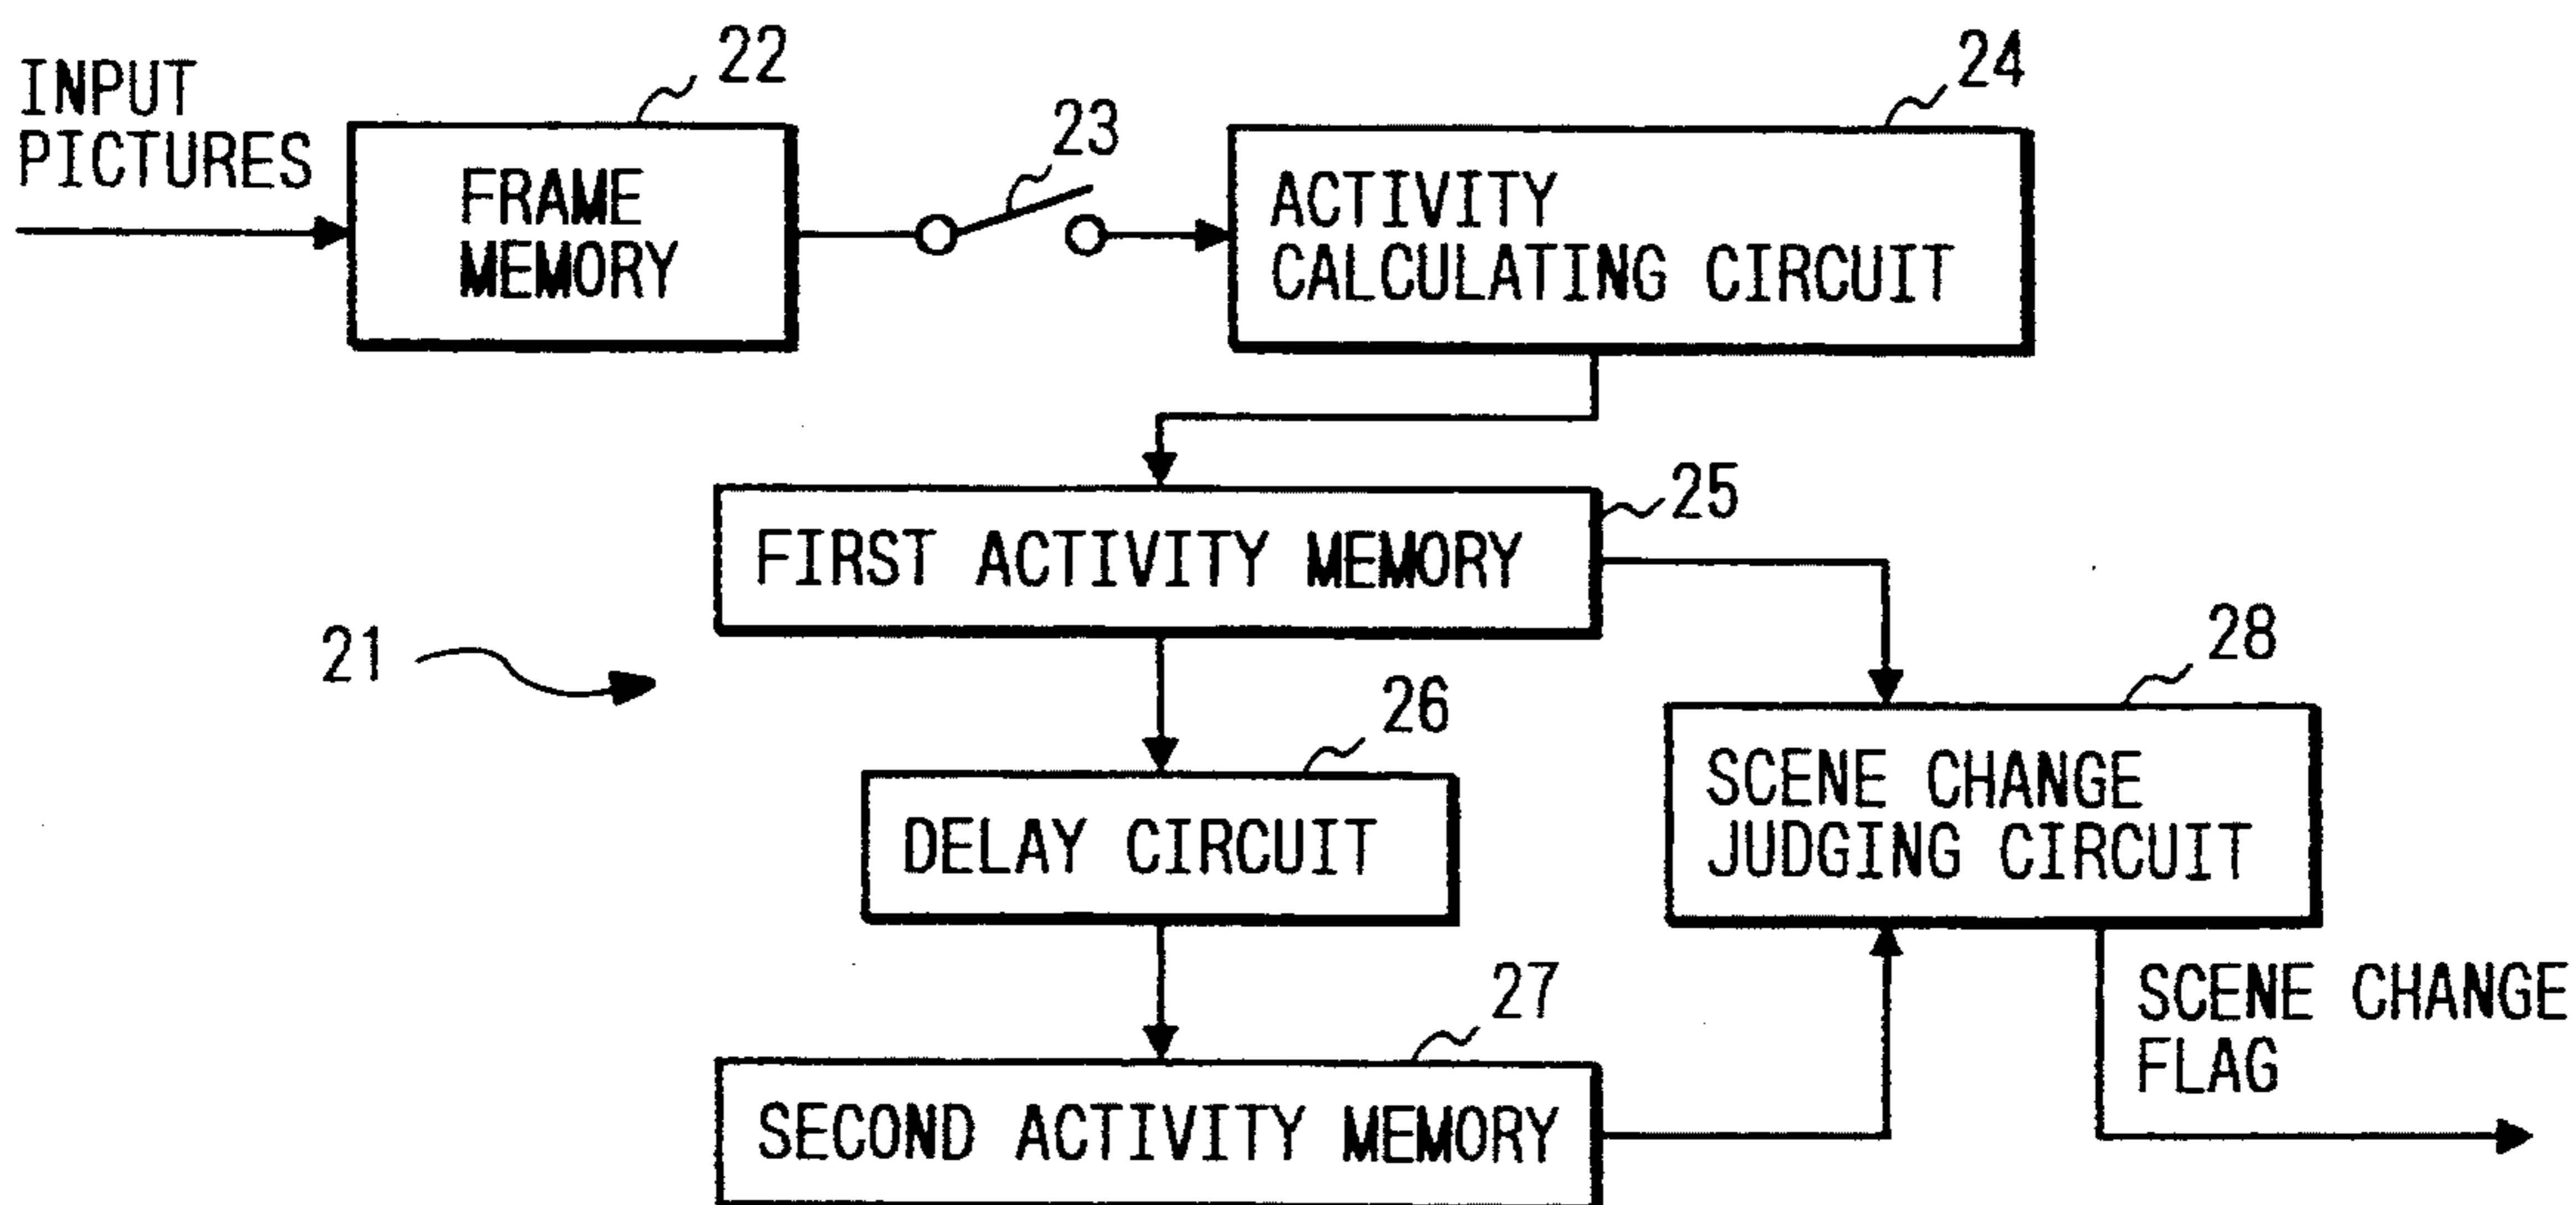 INPUT
PICTURES
22
FRAME
MEMORY
23
24
ACTIVITY
CALCULATING CIRCUIT
25
FIRST ACTIVITY MEMORY
21
26
DELAY CIRCUIT
28
SCENE CHANGE
JUDGING CIRCUIT
27
SECOND ACTIVITY MEMORY
SCENE CHANGE
FLAG